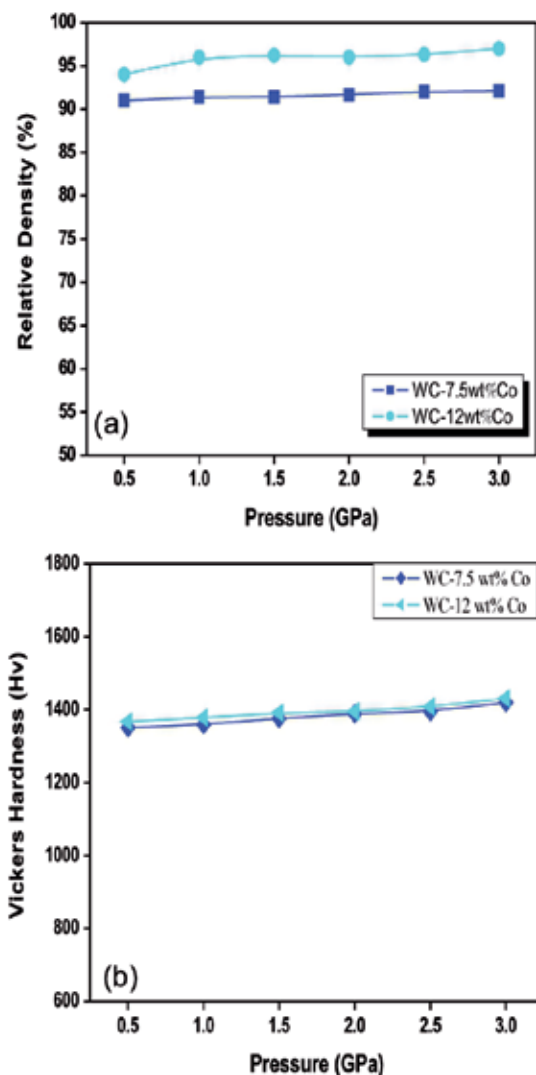 100
95
90
85
80
75
70
65
60
55
50
Relative Density (%)
WC-7.5wt%Co
WC-12wt%Co
(a)
0.5 1.0 1.5 2.0 2.5 3.0
Pressure (GPa)
1800
1600
1400
1200
1000
800
600
Vickers Hardness (Hv)
WC-7.5 wt% Co
WC-12 wt% Co
(b)
0.5 1.0 1.5 2.0 2.5 3.0
Pressure (GPa)